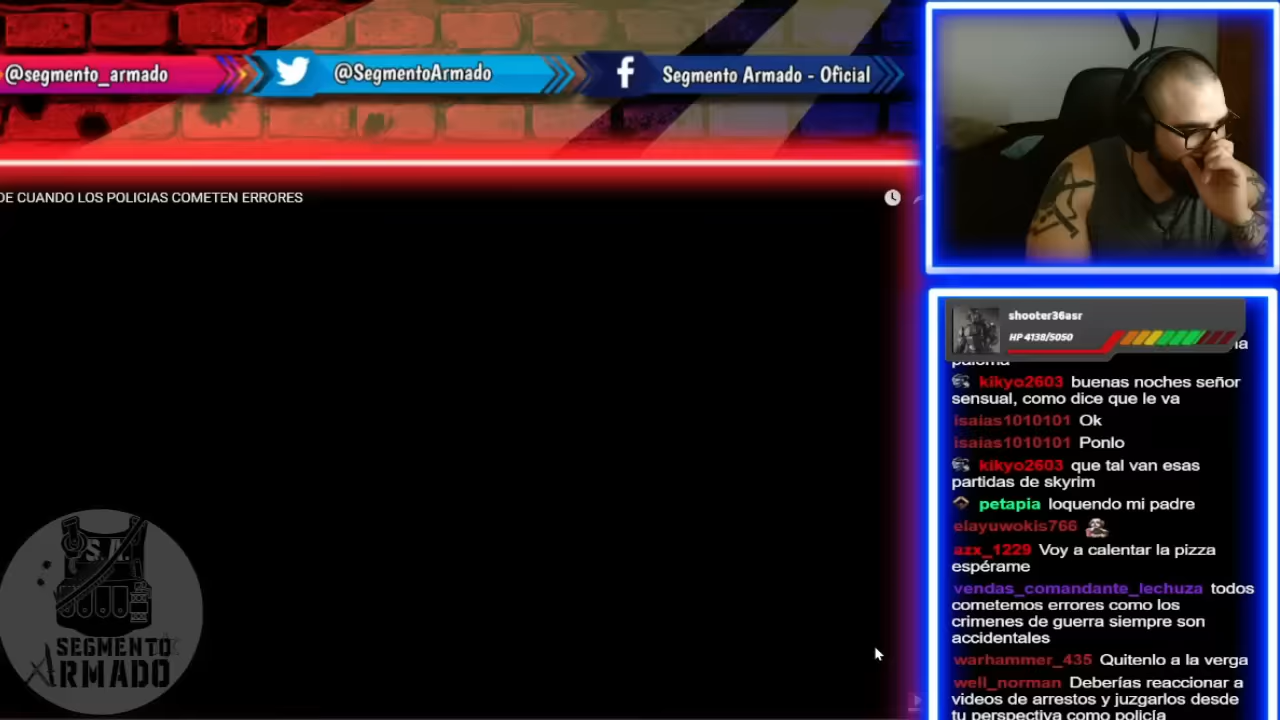 @segmento_armado
@SegmentoArmado
Segmento Armado - Oficial
DE CUANDO LOS POLICIAS COMETEN ERRORES
shooter36asr
HP 4138/5050
la
paloma
kikyo2603 buenas noches señor
sensual, como dice que le va
isaias1010101 Ok
isaias1010101 Ponlo
kikyo2603 que tal van esas
partidas de skyrim
petapia loquendo mi padre
elayuwokis766
azx_1229 Voy a calentar la pizza
espérame
vendas_comandante_lechuza todos
cometemos errores como los
crimenes de guerra siempre son
accidentales
warhammer_435 Quitenlo a la verga
well_norman Deberías reaccionar a
videos de arrestos y juzgarlos desde
tu perspectiva como policía
S.A.
SEGMENTO
ARMADO